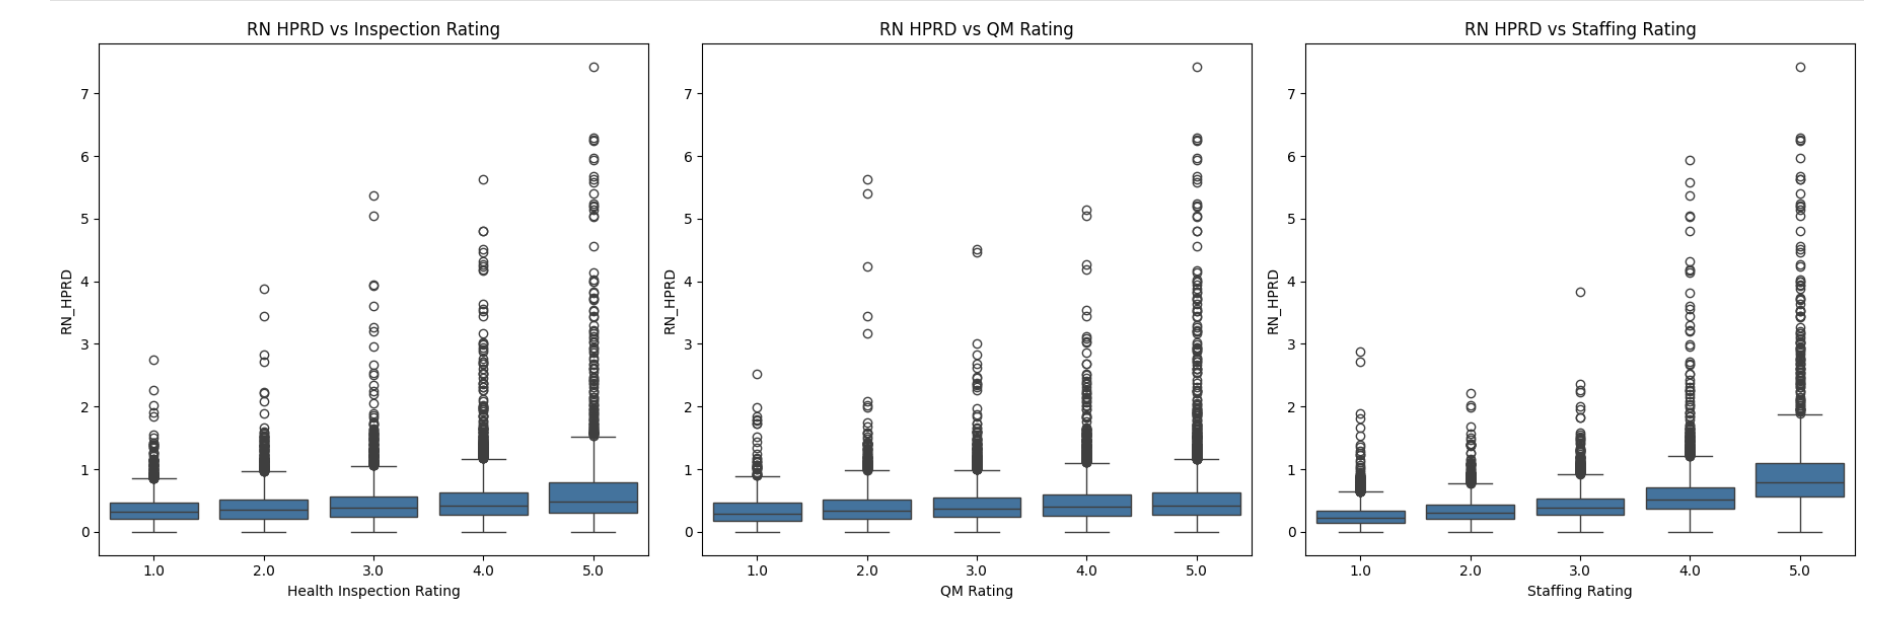 RN HPRD vs Inspection Rating
RN_HPRD
7
6
5
4
3
2
1
0
1.0 2.0 3.0 4.0 5.0
Health Inspection Rating
RN HPRD vs QM Rating
RN_HPRD
7
6
5
4
3
2
1
0
1.0 2.0 3.0 4.0 5.0
QM Rating
RN HPRD vs Staffing Rating
RN_HPRD
7
6
5
4
3
2
1
0
1.0 2.0 3.0 4.0 5.0
Staffing Rating